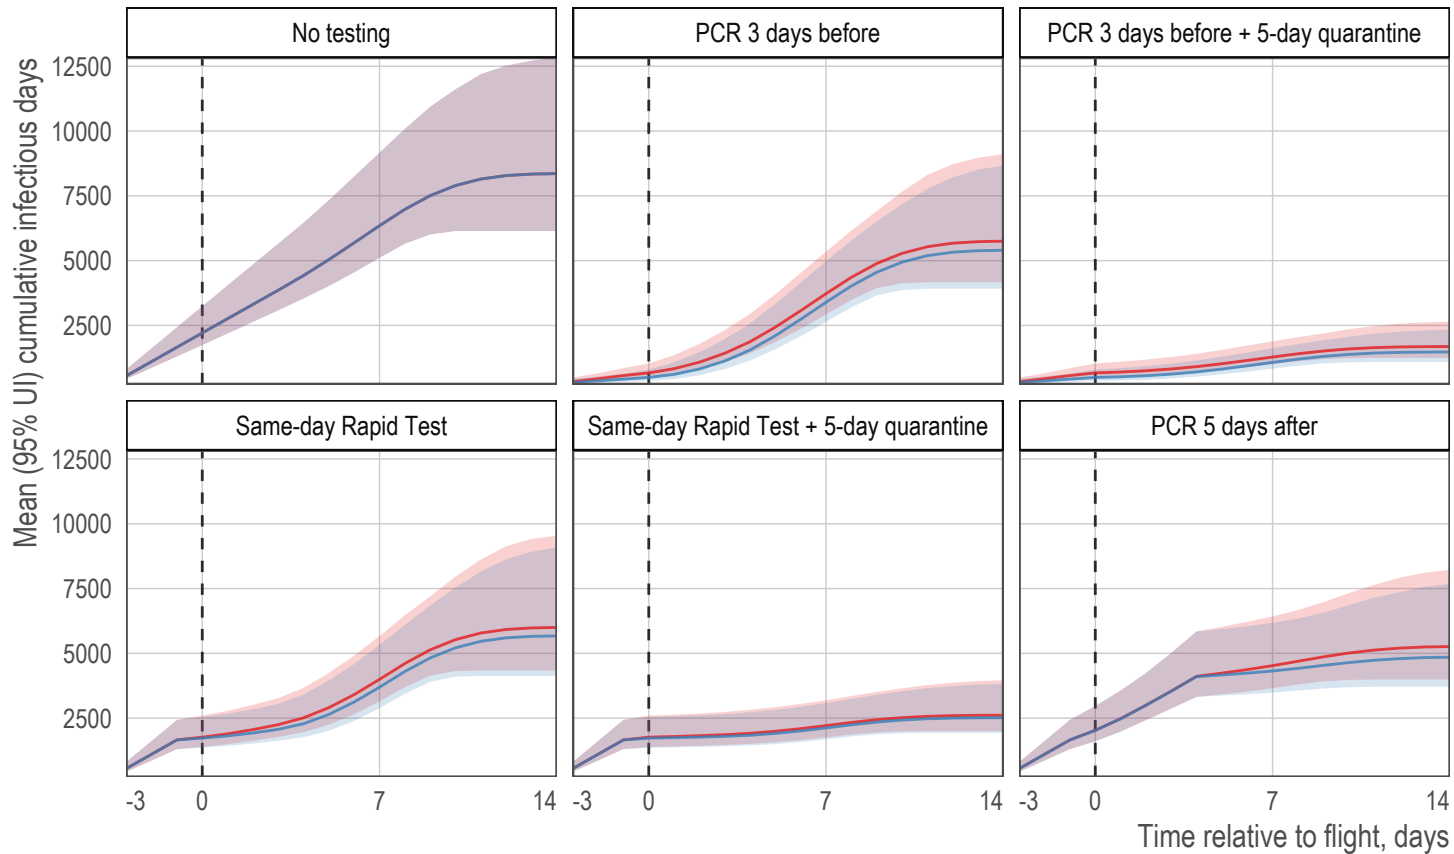 Mean (95% UI) cumulative infectious days
No testing
PCR 3 days before
PCR 3 days before + 5-day quarantine
12500
10000
7500
5000
2500
Same-day Rapid Test
Same-day Rapid Test + 5-day quarantine
PCR 5 days after
12500
10000
7500
5000
2500
-3 0 7 14
-3 0 7 14
-3 0 7 14
Time relative to flight, days